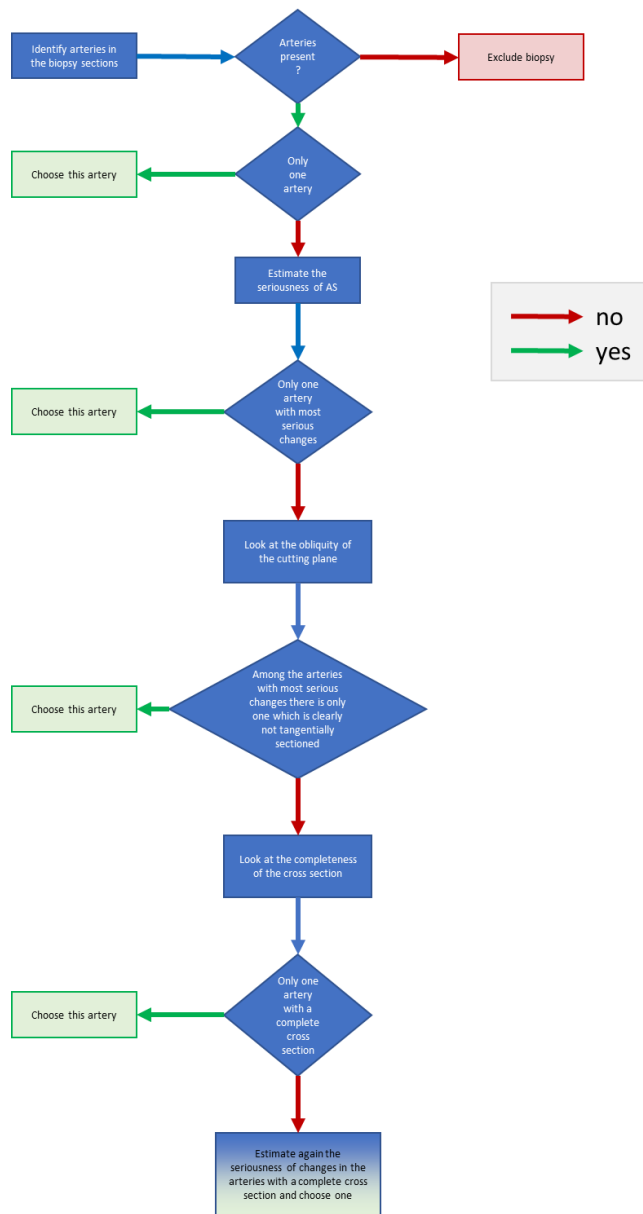 Identify arteries in
the biopsy sections
Arteries
present
?
Exclude biopsy
Choose this artery
Only
one
artery
Estimate the
seriousness of AS
no
yes
Choose this artery
Only one
artery
with most
serious
changes
Look at the obliquity of
the cutting plane
Choose this artery
Among the arteries
with most serious
changes there is only
one which is clearly
not tangentially
sectioned
Look at the completeness
of the cross section
Choose this artery
Only one
artery
with a
complete
cross
section
Estimate again the
seriousness of changes in the
arteries with a complete cross
section and choose one